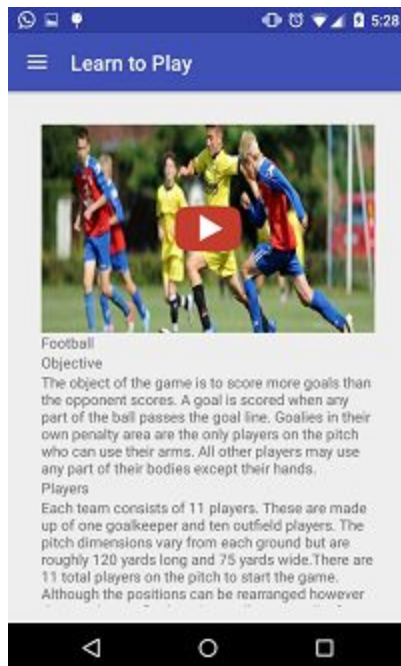 5:28
Learn to Play
Football
Objective
The object of the game is to score more goals than
the opponent scores. A goal is scored when any
part of the ball passes the goal line. Goalies in their
own penalty area are the only players on the pitch
who can use their arms. All other players may use
any part of their bodies except their hands.
Players
Each team consists of 11 players. These are made
up of one goalkeeper and ten outfield players. The
pitch dimensions vary from each ground but are
roughly 120 yards long and 75 yards wide.There are
11 total players on the pitch to start the game.
Although the positions can be rearranged however